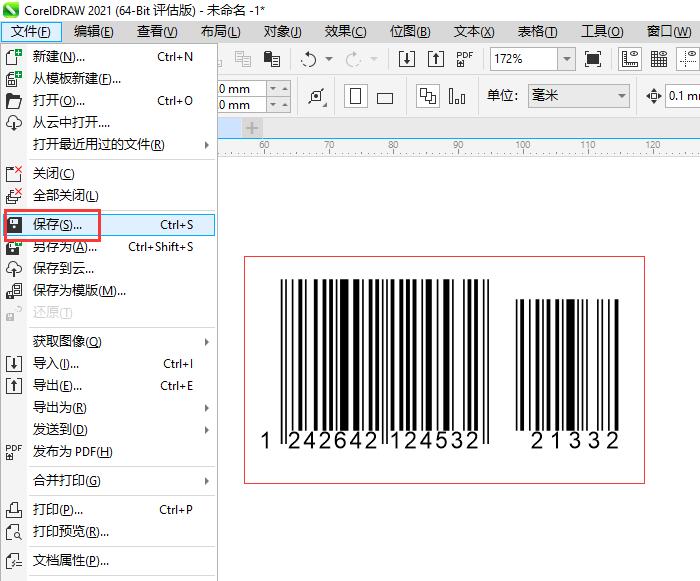 CorelDRAW 2021 (64-Bit 评估版) - 未命名 -1*
文件(F) 编辑(E) 查看(V) 布局(L) 对象(J) 效果(C) 位图(B) 文本(X) 表格(T) 工具(O) 窗口(W)
新建(N)... Ctrl+N
PDF 172%
从模板新建(F)...
打开(O)... Ctrl+O
0 mm
0 mm
单位: 毫米
0.1 m
从云中打开....
打开最近用过的文件(R)
60 70 80 90 100 110 120
关闭(C)
全部关闭(L)
保存(S)... Ctrl+S
另存为(A)... Ctrl+Shift+S
保存到云...
保存为模版(M)...
还原(T)
获取图像(Q)
导入(I)... Ctrl+I
导出(E)... Ctrl+E
导出为(R)
发送到(D)
PDF 发布为 PDF(H)
合并打印(G)
打印(P)... Ctrl+P
打印预览(R)...
文档属性(P)...
1 242642 124532 21332